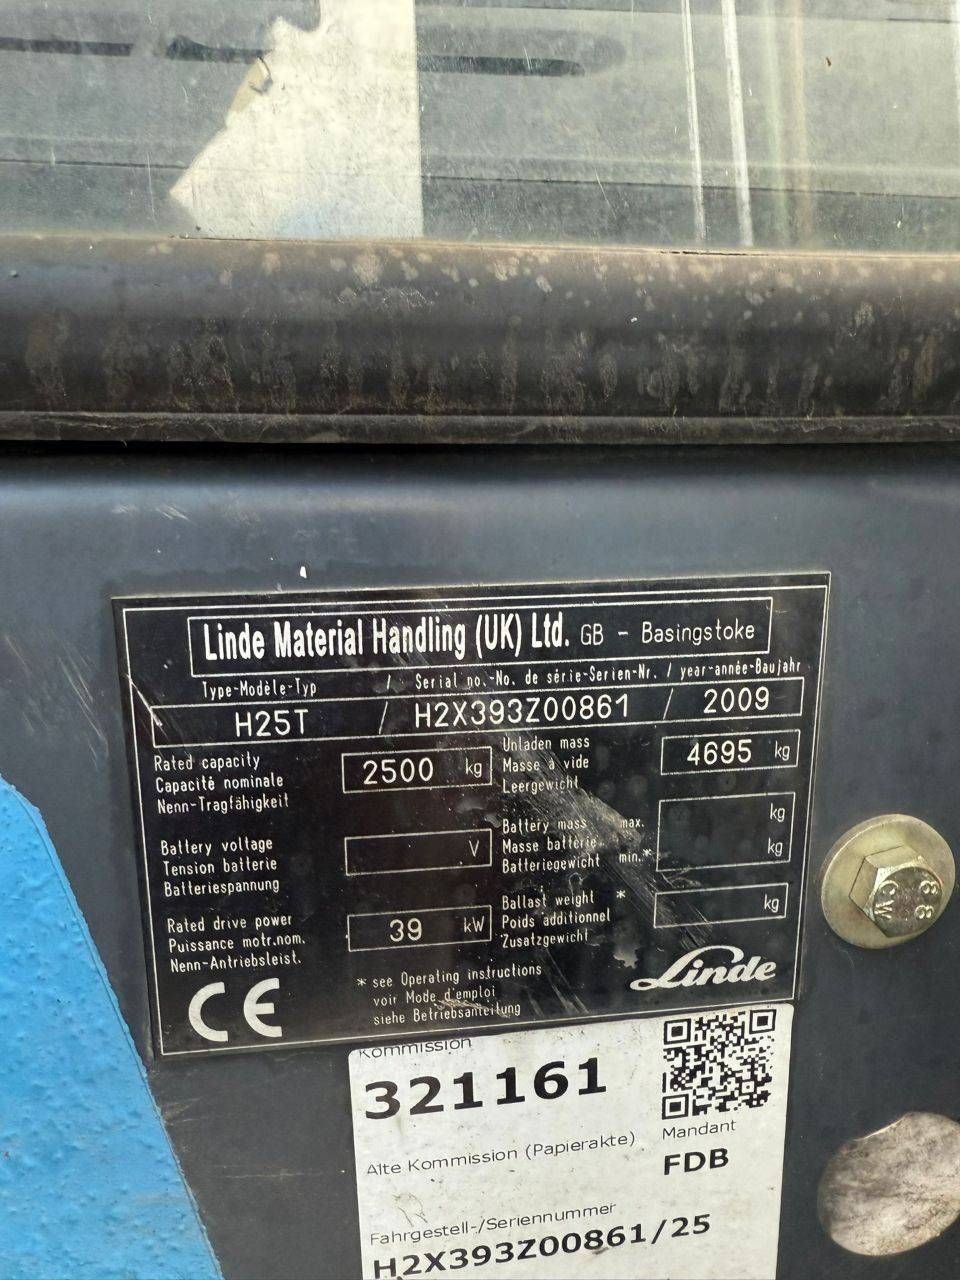 Linde Material Handling (UK) Ltd. GB - Basingstoke
Type-Modèle-Typ / Serial no.-No. de série-Serien-Nr. / year-année-Baujahr
H25T / H2X393Z00861 / 2009
Rated capacity
Capacité nominale
Nenn-Tragfähigkeit
2500 kg
Unladen mass
Masse à vide
Leergewicht
4695 kg
Battery voltage
Tension batterie
Batteriespannung
V
Battery mass max.
Masse batterie
Batteriegewicht min.*
kg
kg
Rated drive power
Puissance motr.nom.
Nenn-Antriebsleist.
39 kW
Ballast weight *
Poids additionnel
Zusatzgewicht
kg
* see Operating instructions
voir Mode d'emploi
siehe Betriebsanleitung
Linde
CE
8.8
CW
Kommission
321161
Mandant
FDB
Alte Kommission (Papierakte)
Fahrgestell-/Seriennummer
H2X393Z00861/25